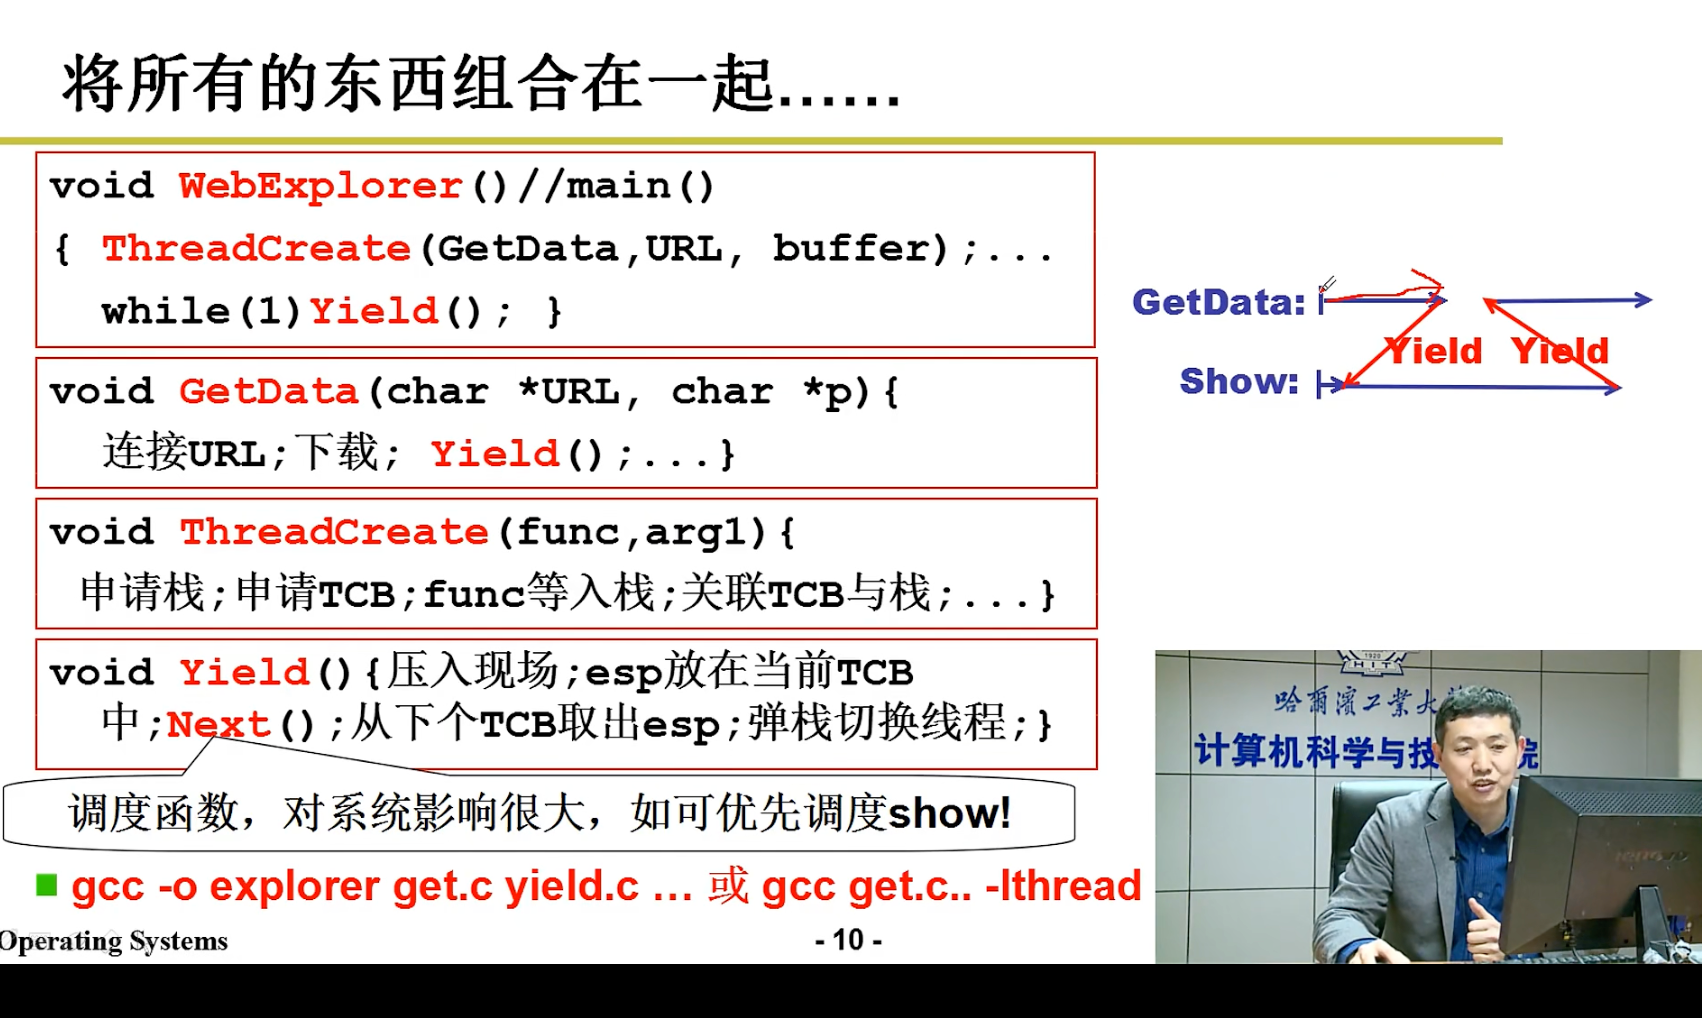 将所有的东西组合在一起……
void WebExplorer()//main()
{ ThreadCreate(GetData,URL, buffer);...
while(1)Yield(); }
void GetData(char *URL, char *p){
连接URL;下载; Yield();...}
void ThreadCreate(func,arg1){
申请栈;申请TCB;func等入栈;关联TCB与栈;...}
void Yield(){压入现场;esp放在当前TCB
中;Next();从下个TCB取出esp;弹栈切换线程;}
调度函数，对系统影响很大，如可优先调度show!
gcc -o explorer get.c yield.c … 或 gcc get.c.. -lthread
GetData:
Yield Yield
Show:
1920
HIT
哈尔滨工业大
计算机科学与技 院
Operating Systems
- 10 -